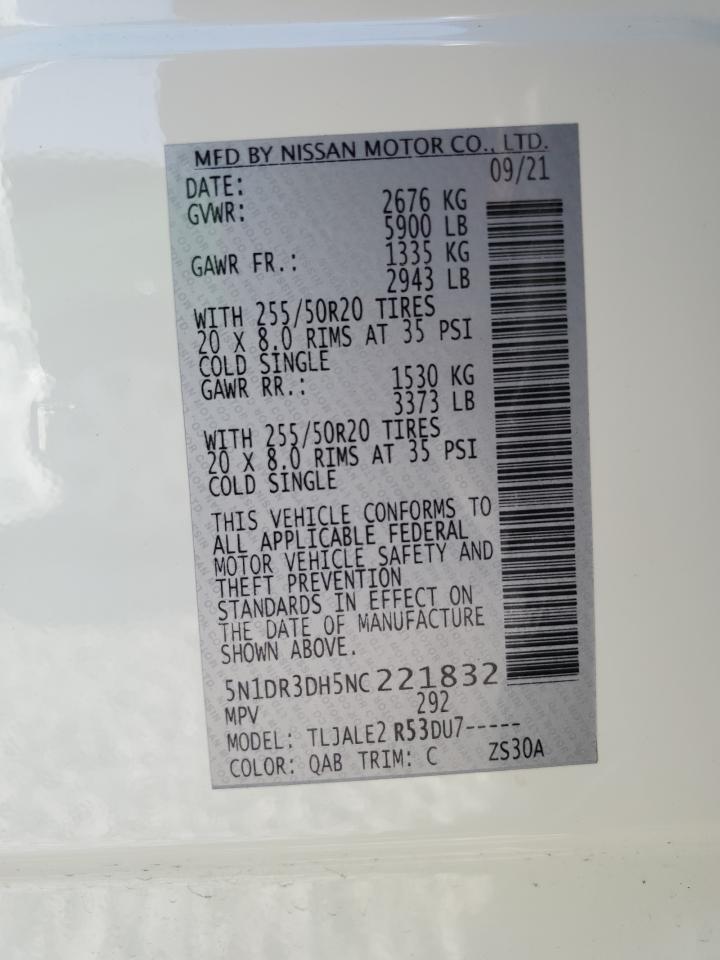 MFD BY NISSAN MOTOR CO., LTD.
DATE: 09/21
GVWR: 2676 KG
5900 LB
GAWR FR.: 1335 KG
2943 LB
WITH 255/50R20 TIRES
20 X 8.0 RIMS AT 35 PSI
COLD SINGLE
GAWR RR.: 1530 KG
3373 LB
WITH 255/50R20 TIRES
20 X 8.0 RIMS AT 35 PSI
COLD SINGLE
THIS VEHICLE CONFORMS TO
ALL APPLICABLE FEDERAL
MOTOR VEHICLE SAFETY AND
THEFT PREVENTION
STANDARDS IN EFFECT ON
THE DATE OF MANUFACTURE
SHOWN ABOVE.
5N1DR3DH5NC221832
MPV 292
MODEL: TLJALE2 R53DU7-----
COLOR: QAB TRIM: C ZS30A